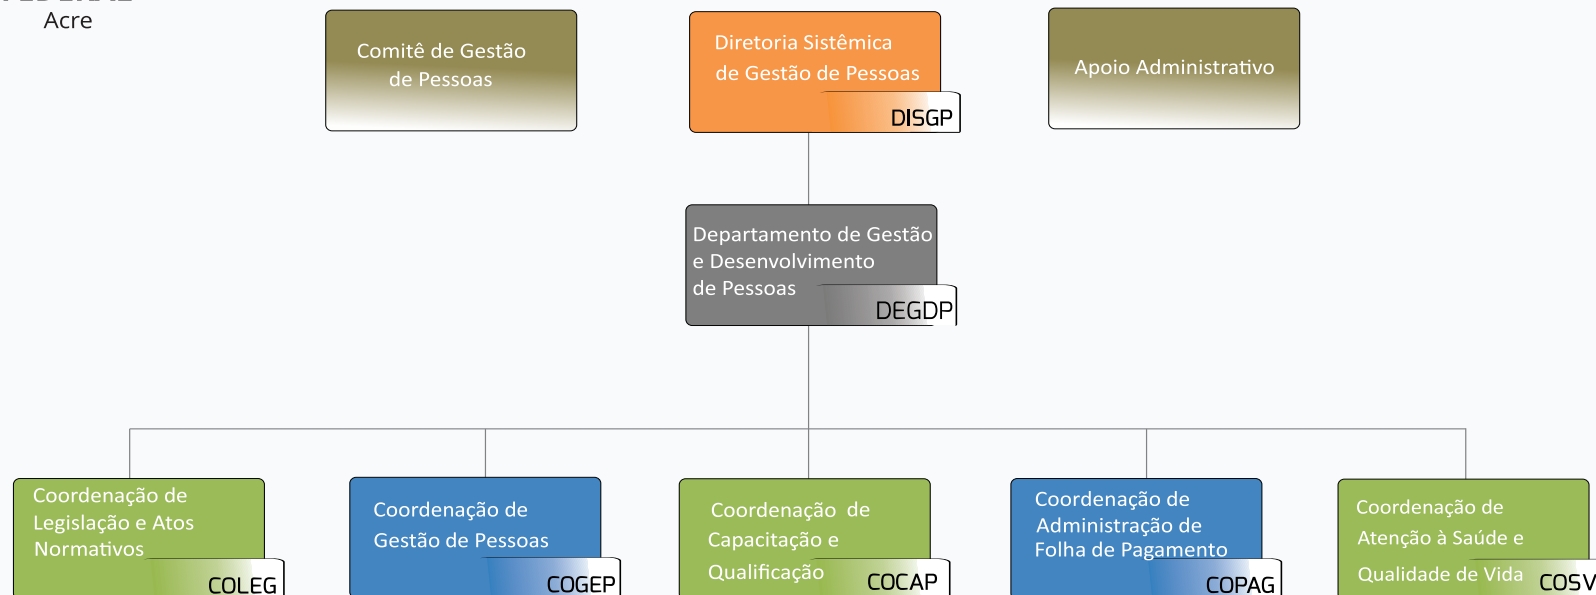 Acre
Comitê de Gestão
de Pessoas
Diretoria Sistêmica
de Gestão de Pessoas
DISGP
Apoio Administrativo
Departamento de Gestão
e Desenvolvimento
de Pessoas
DEGDP
Coordenação de
Legislação e Atos
Normativos
COLEG
Coordenação de
Gestão de Pessoas
COGEP
Coordenação de
Capacitação e
Qualificação
COCAP
Coordenação de
Administração de
Folha de Pagamento
COPAG
Coordenação de
Atenção à Saúde e
Qualidade de Vida
COSV